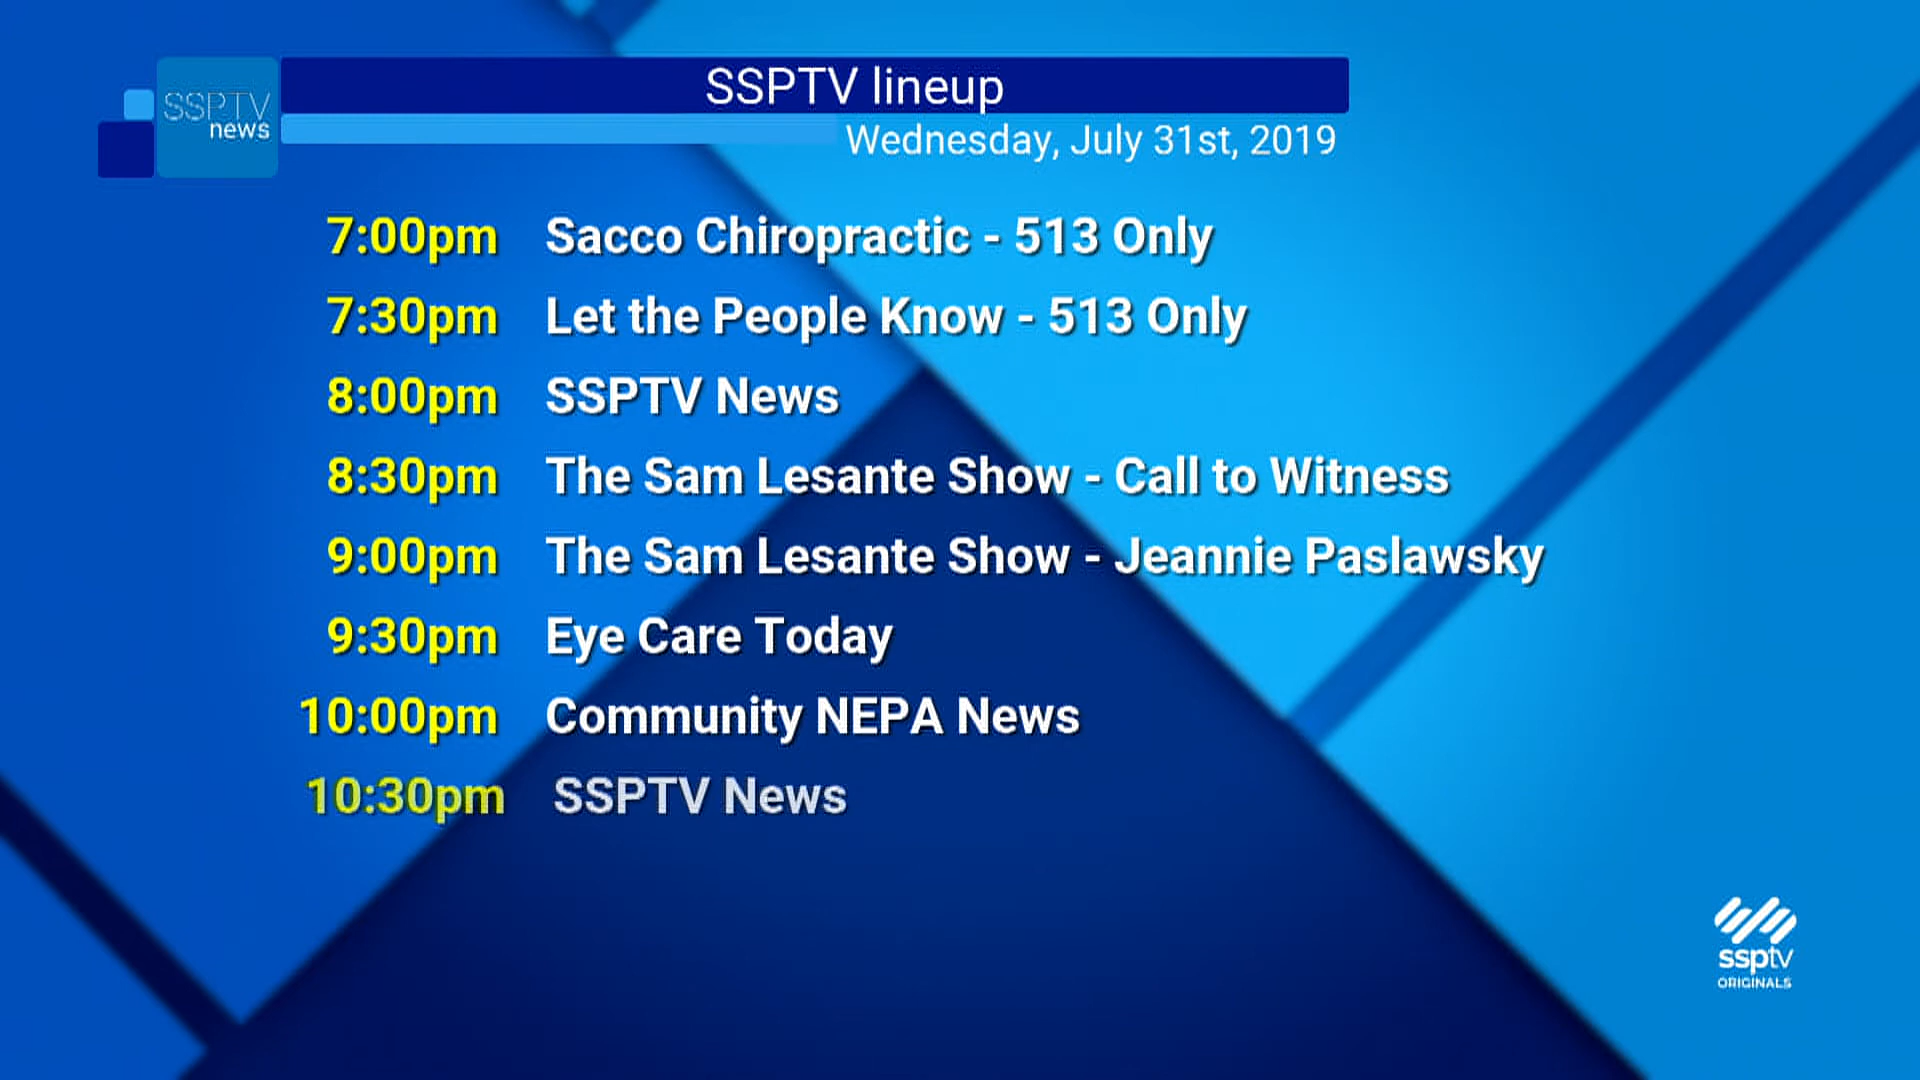 SSPTV lineup
SSPTV
news
Wednesday, July 31st, 2019
7:00pm Sacco Chiropractic - 513 Only
7:30pm Let the People Know - 513 Only
8:00pm SSPTV News
8:30pm The Sam Lesante Show - Call to Witness
9:00pm The Sam Lesante Show - Jeannie Paslawsky
9:30pm Eye Care Today
10:00pm Community NEPA News
10:30pm SSPTV News
ssptv
ORIGINALS